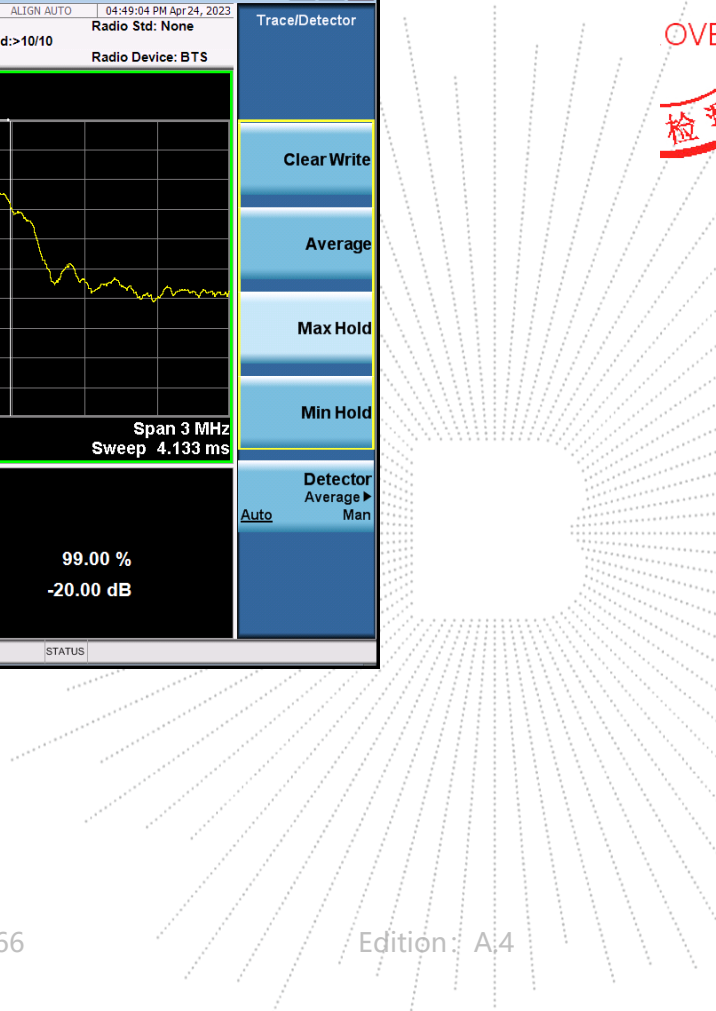 ALIGN AUTO
04:49:04 PM Apr 24, 2023
Radio Std: None
d:>10/10
Radio Device: BTS
Trace/Detector
Clear Write
Average
Max Hold
Min Hold
Span 3 MHz
Sweep 4.133 ms
Detector
Average
Auto
Man
99.00 %
-20.00 dB
STATUS
OVE
检
66
Edition：A.4